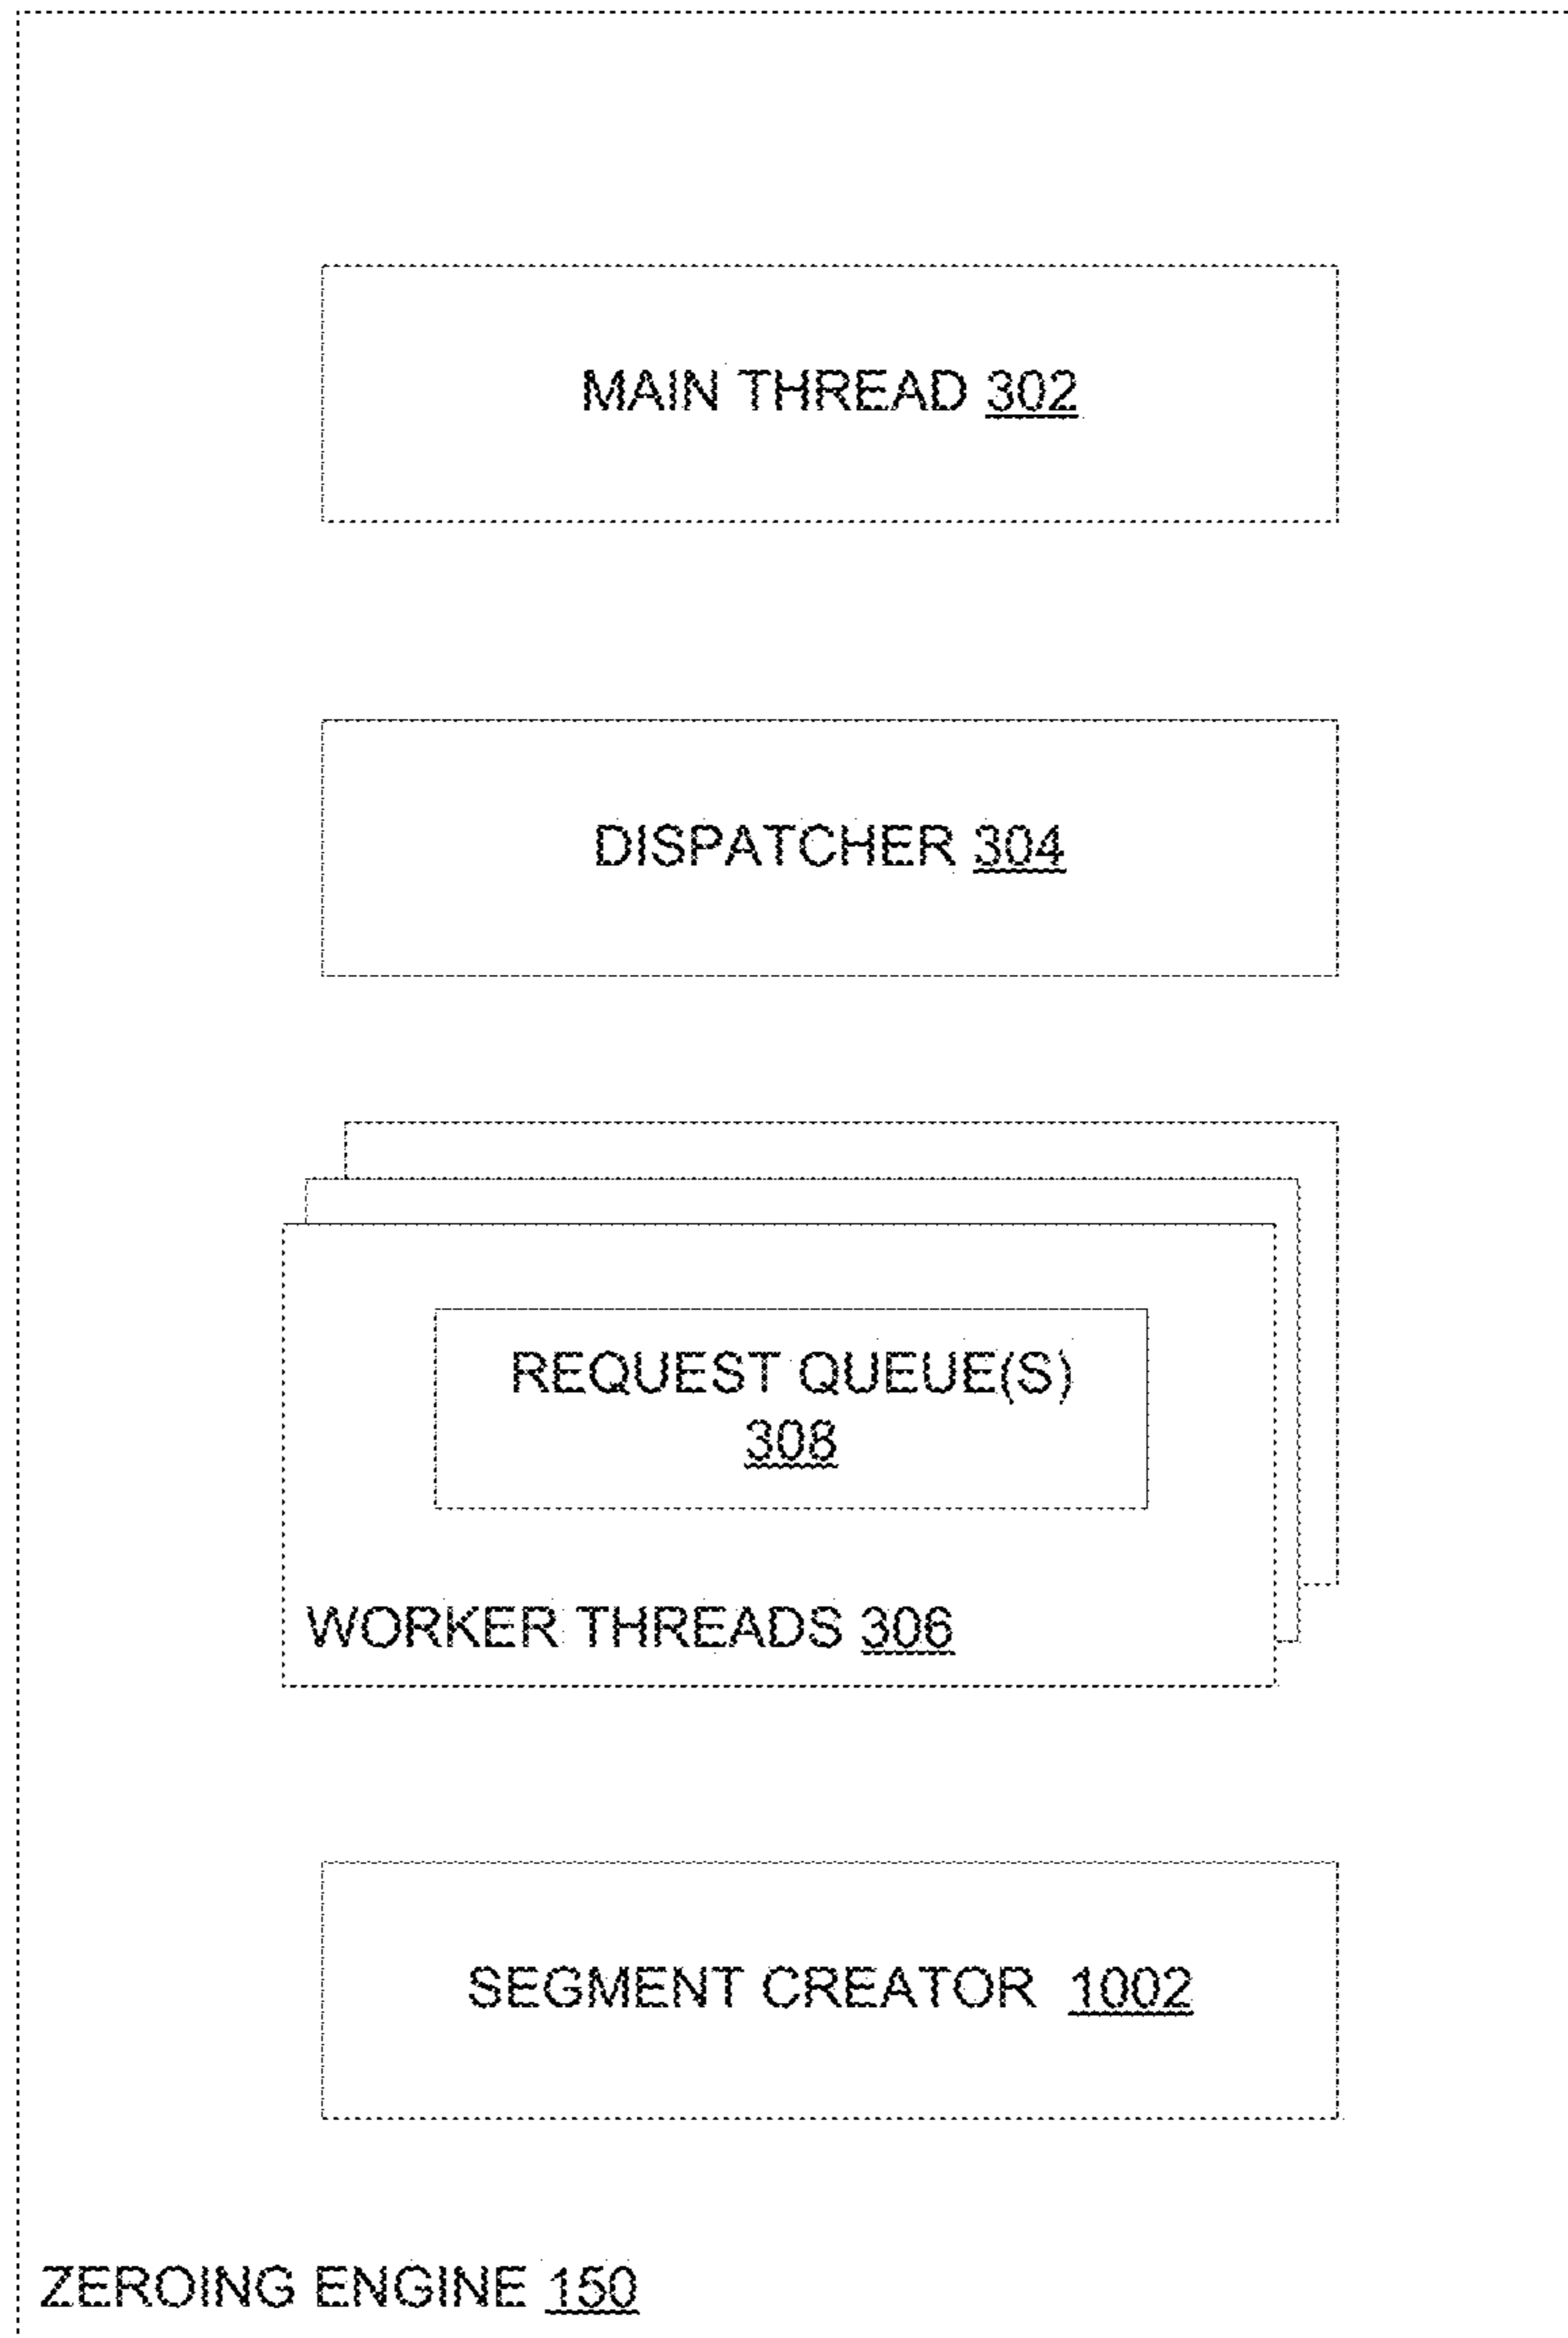 MAIN THREAD 302
DISPATCHER 304
REQUEST QUEUE(S)
308
WORKER THREADS 306
SEGMENT CREATOR 1002
ZEROING ENGINE 150